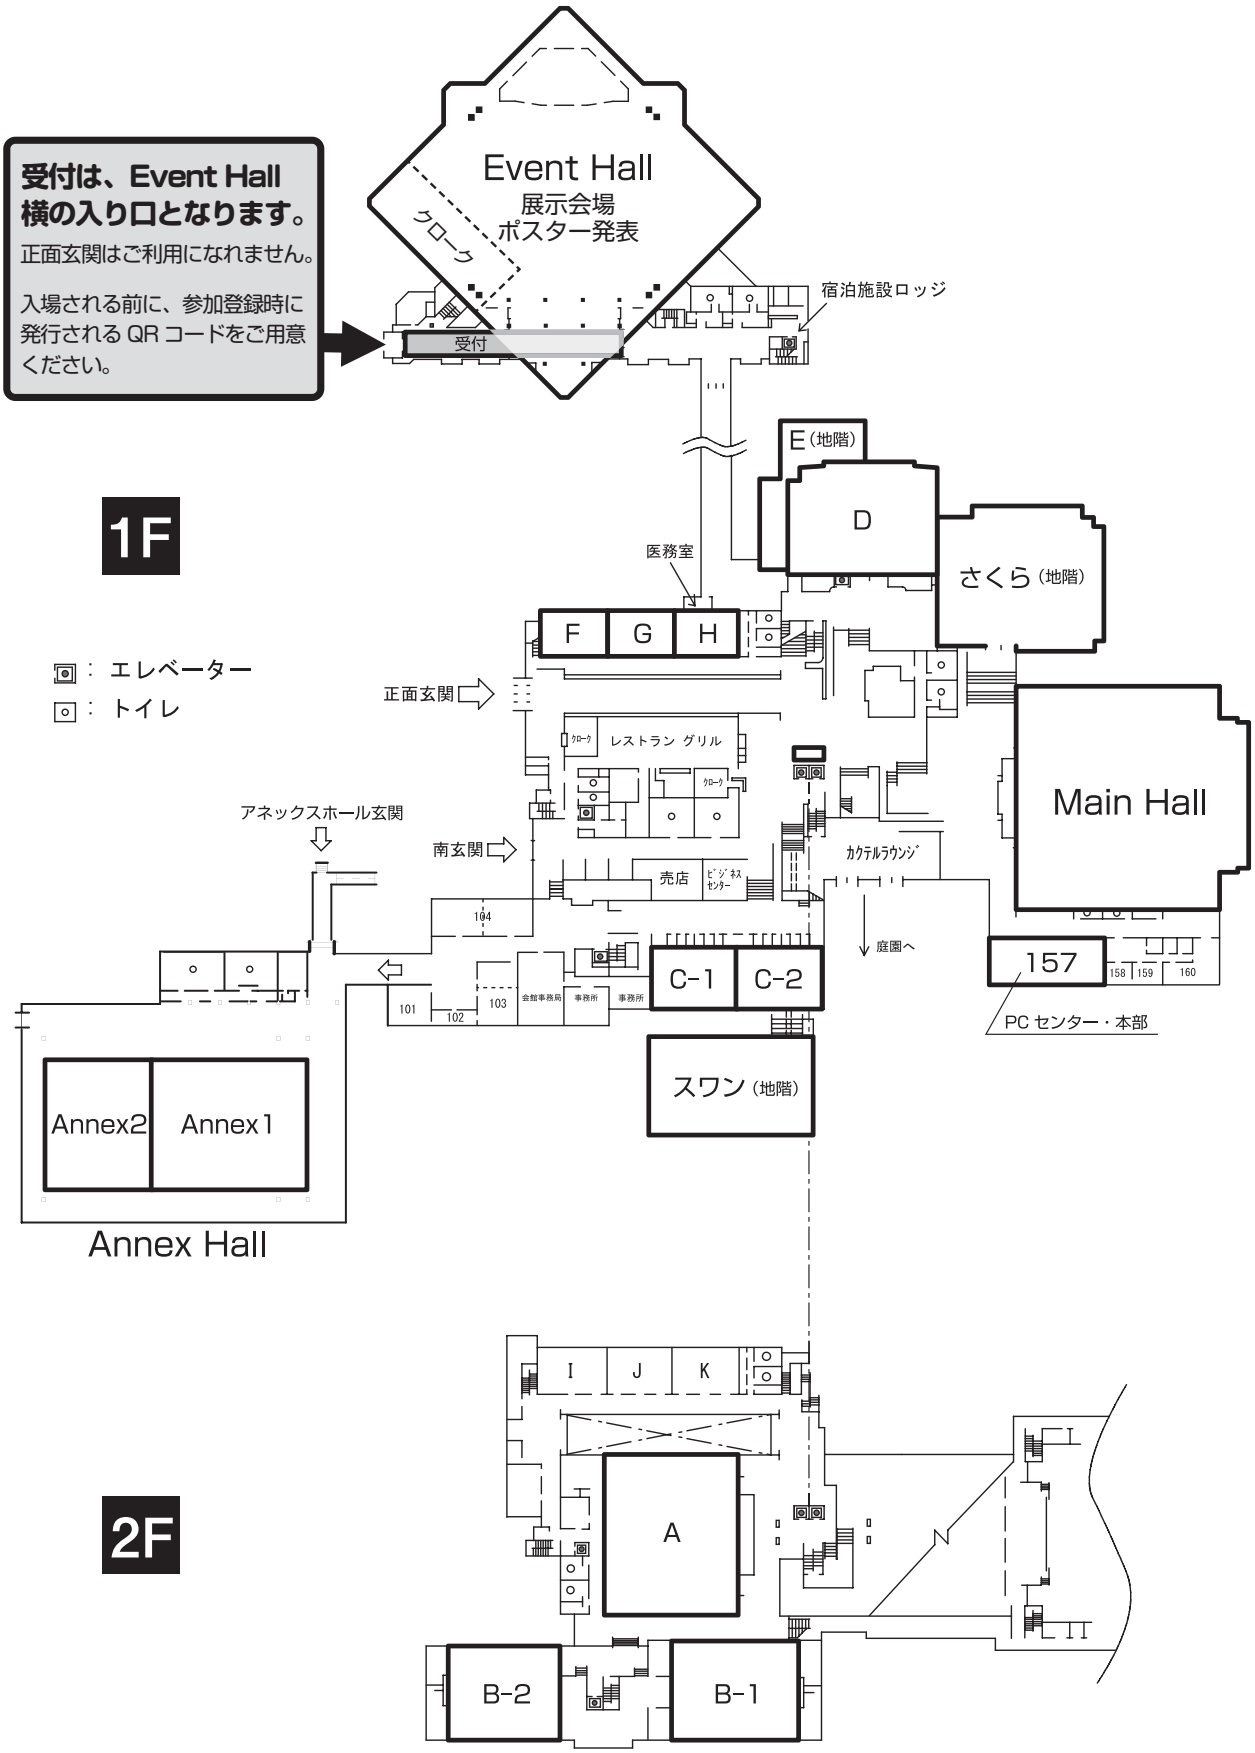 Event Hall
展示会場
ポスター発表
クローク
受付は、Event Hall
横の入り口となります。
正面玄関はご利用になれません。
入場される前に、参加登録時に
発行される QR コードをご用意
ください。
受付
宿泊施設ロッジ
1F
E（地階）
D
さくら（地階）
医務室
F
G
H
：エレベーター
：トイレ
正面玄関
クローク
レストラン グリル
クローク
Main Hall
アネックスホール玄関
南玄関
カクテルラウンジ
売店
ビジネス
センター
104
庭園へ
C-1
C-2
157
158
159
160
101
102
103
会館事務局
事務所
事務所
PC センター・本部
スワン（地階）
Annex2
Annex1
Annex Hall
I
J
K
2F
A
B-2
B-1